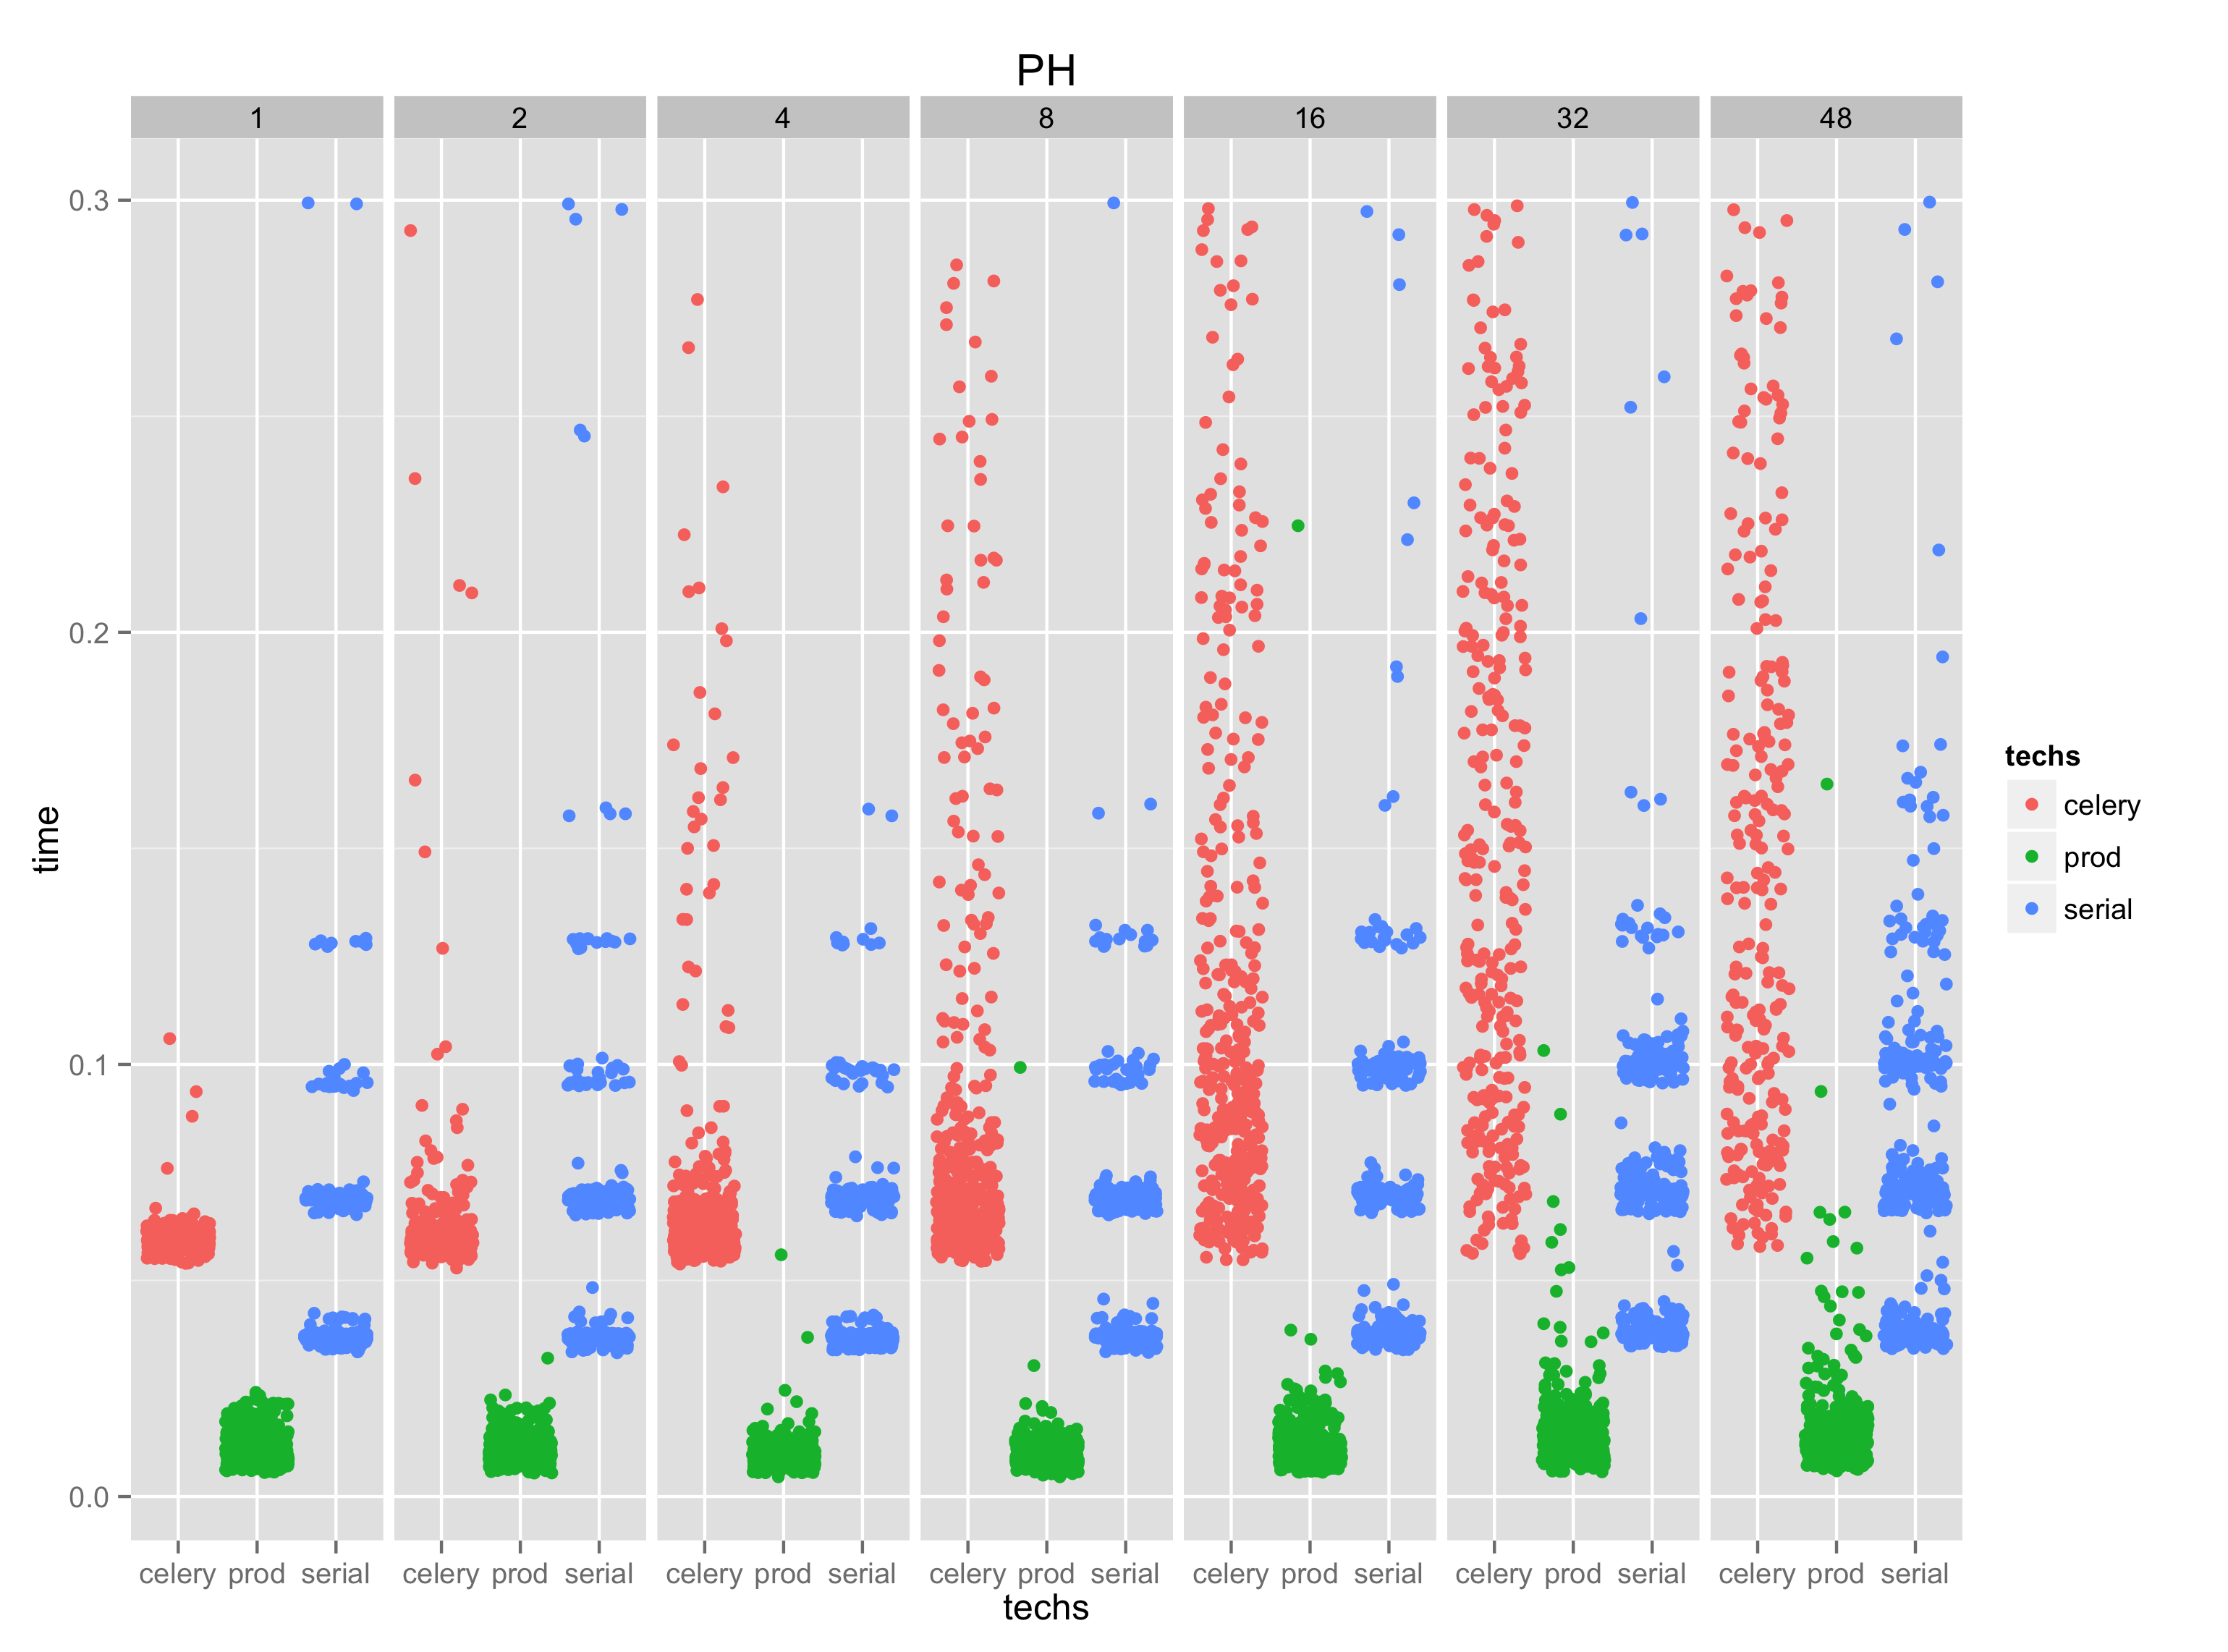 PH
1 2 4 8 16 32 48
0.3
0.2
0.1
0.0
time
celery prod serial celery prod serial celery prod serial celery prod serial celery prod serial celery prod serial celery prod serial
techs
techs
celery
prod
serial